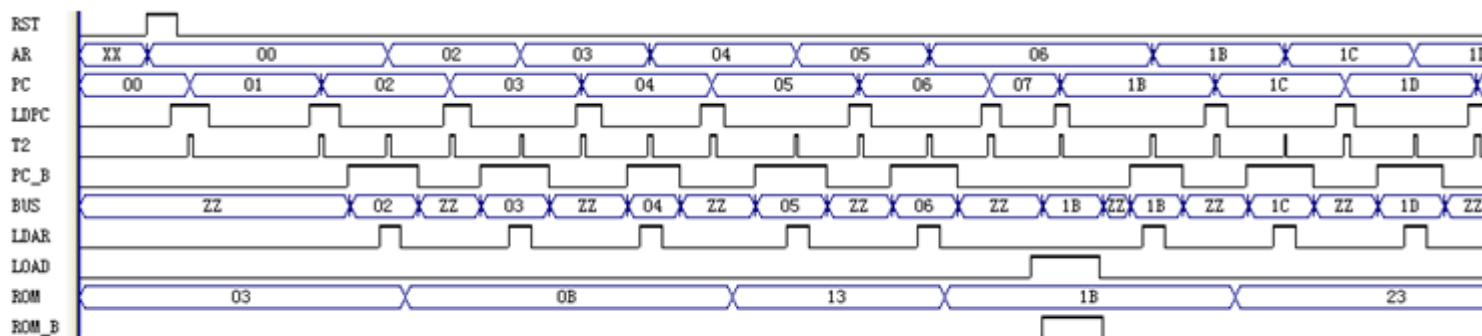 RST
AR XX 00 02 03 04 05 06 1B 1C
PC 00 01 02 03 04 05 06 07 1B 1C 1D
LDPC
T2
PC_B
BUS ZZ 02 ZZ 03 ZZ 04 ZZ 05 ZZ 06 ZZ 1B ZZ 1B ZZ 1C ZZ 1D ZZ
LDAR
LOAD
ROM 03 0B 13 1B 23
ROM_B